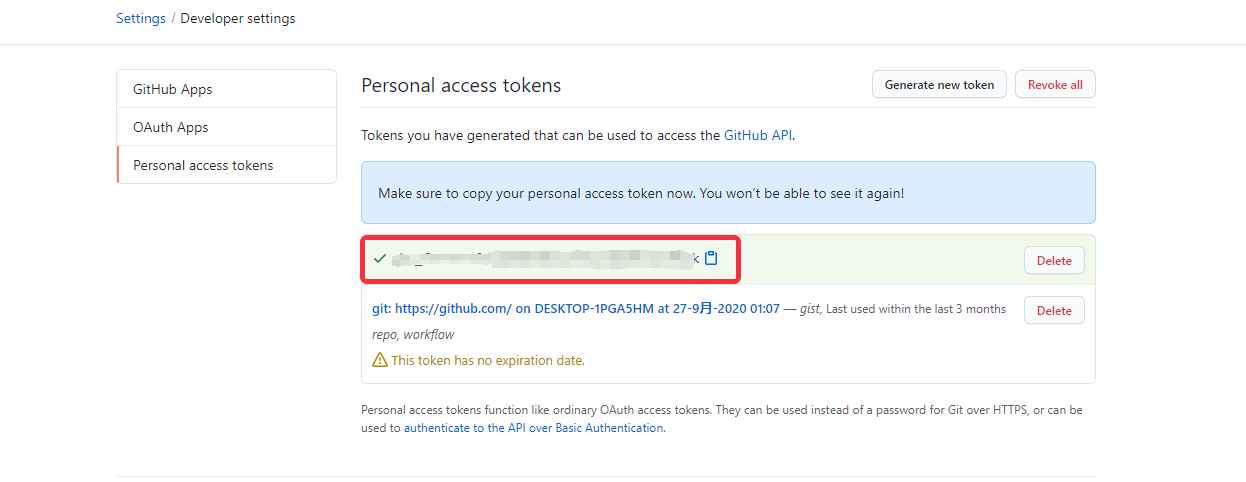 Settings / Developer settings
GitHub Apps
OAuth Apps
Personal access tokens
Personal access tokens
Generate new token
Revoke all
Tokens you have generated that can be used to access the GitHub API.
Make sure to copy your personal access token now. You won't be able to see it again!
Delete
git: https://github.com/ on DESKTOP-1PGA5HM at 27-9月-2020 01:07 — gist, Last used within the last 3 months
Delete
repo, workflow
This token has no expiration date.
Personal access tokens function like ordinary OAuth access tokens. They can be used instead of a password for Git over HTTPS, or can be
used to authenticate to the API over Basic Authentication.